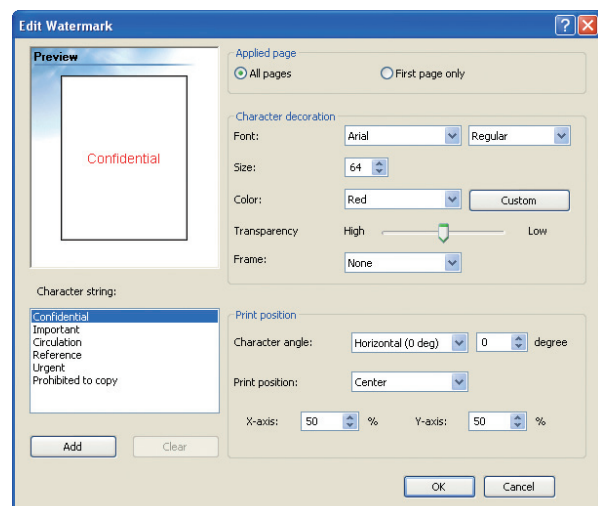 Edit Watermark
Preview
Confidential
Character string:
Confidential
Important
Circulation
Reference
Urgent
Prohibited to copy
Add Clear
Applied page
All pages First page only
Character decoration
Font: Arial Regular
Size: 64
Color: Red Custom
Transparency High Low
Frame: None
Print position
Character angle: Horizontal (0 deg) 0 degree
Print position: Center
X-axis: 50 % Y-axis: 50 %
OK Cancel